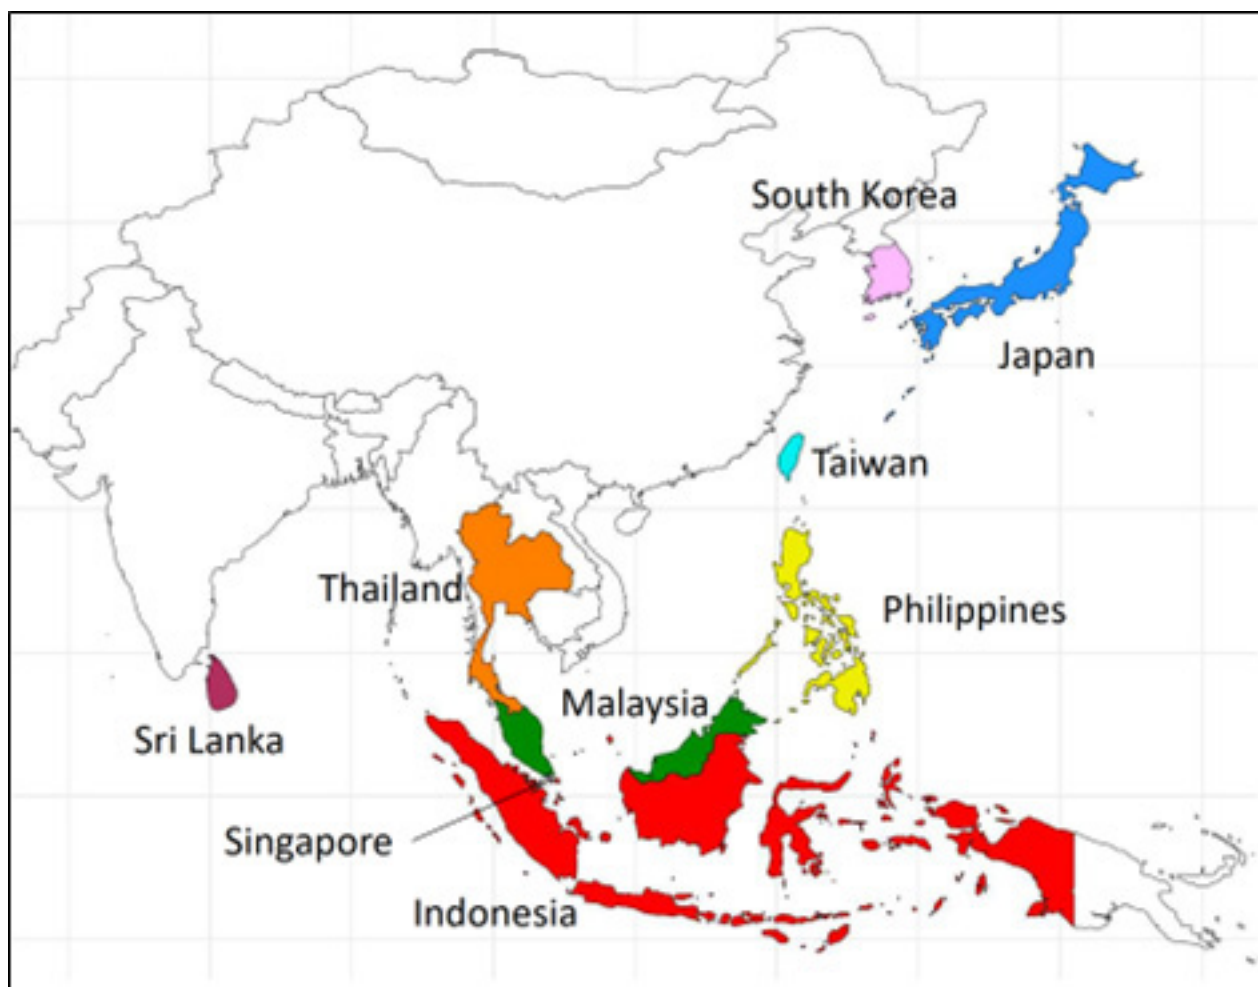 South Korea
Japan
Taiwan
Thailand
Philippines
Malaysia
Sri Lanka
Singapore
Indonesia